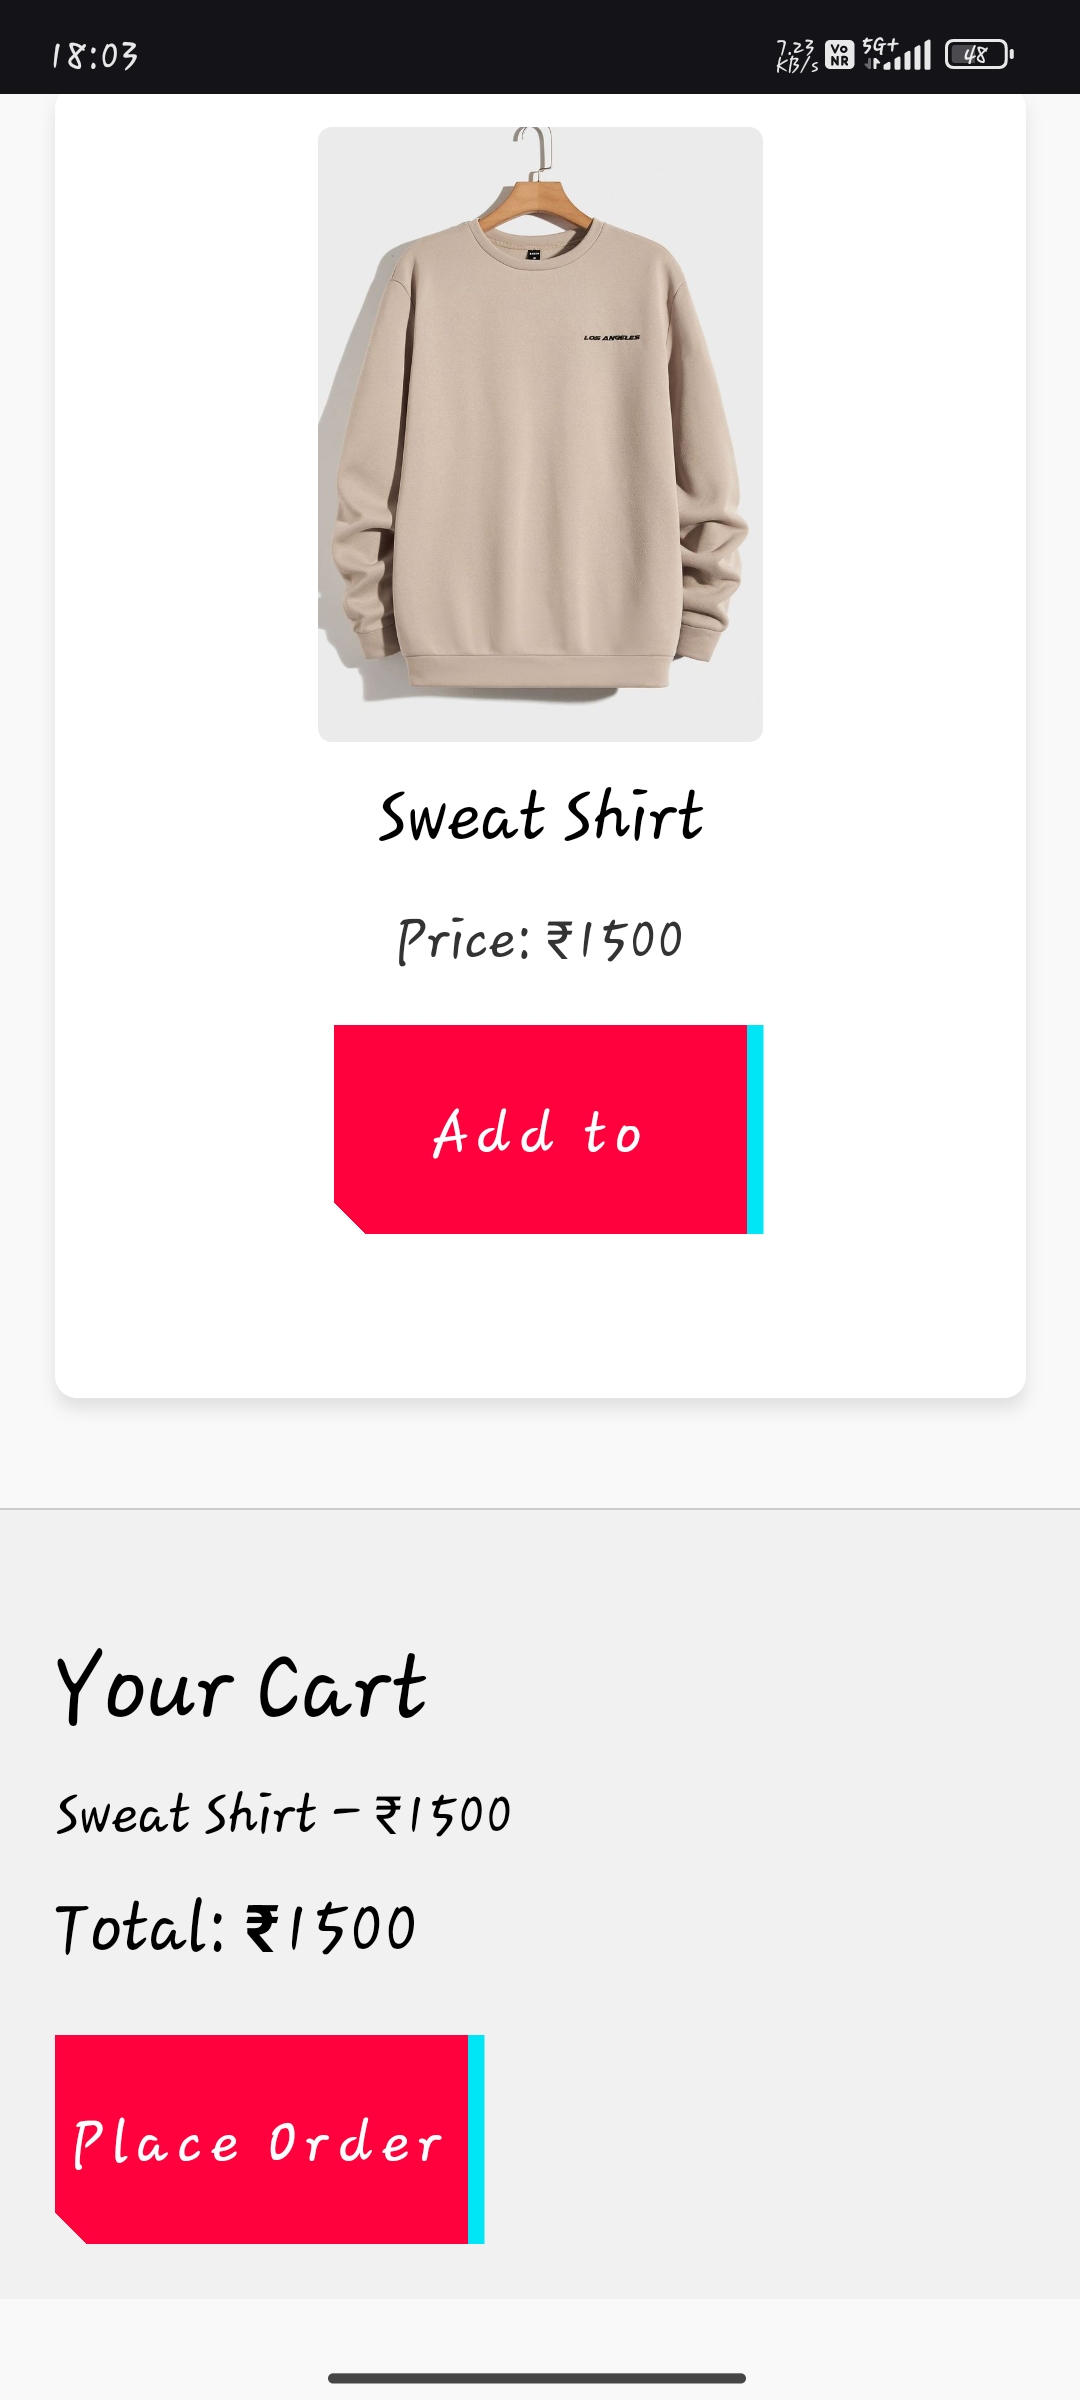 18:03
7.23 KB/s Vo NR 5G+ 48
LOS ANGELES
Sweat Shirt
Price: ₹1500
Add to
Your Cart
Sweat Shirt - ₹1500
Total: ₹1500
Place Order